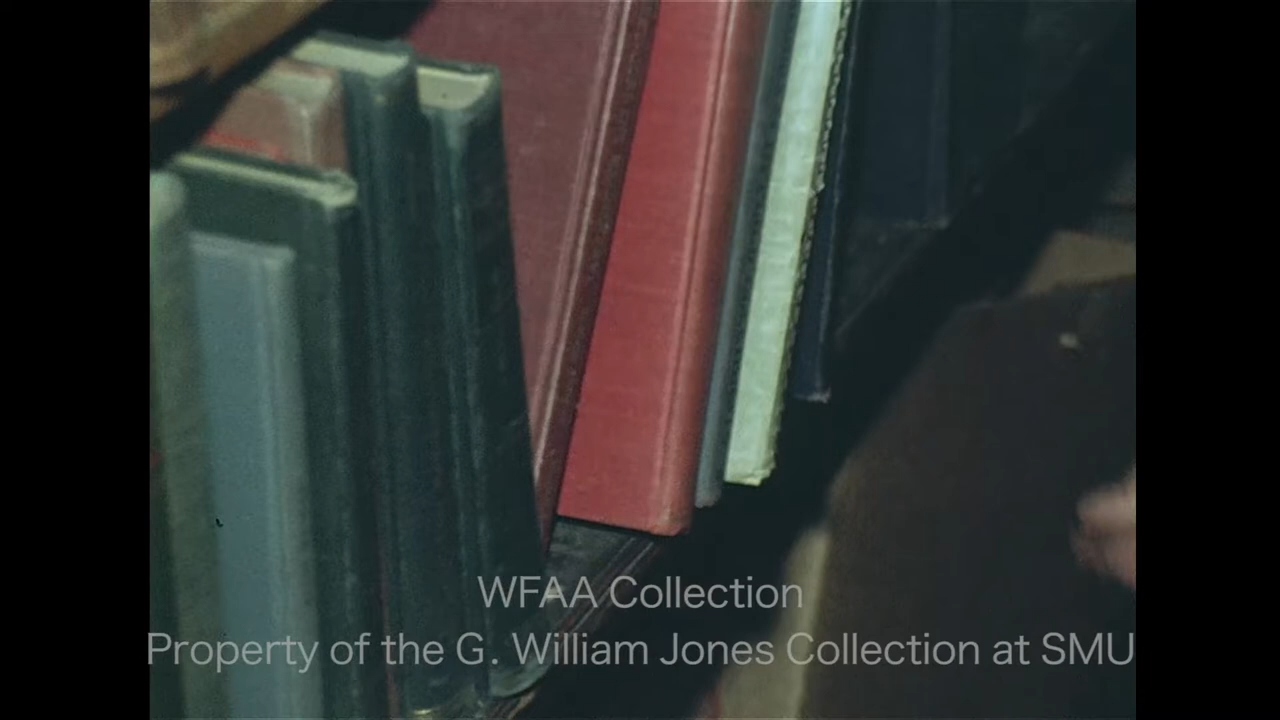 WFAA Collection
Property of the G. William Jones Collection at SMU